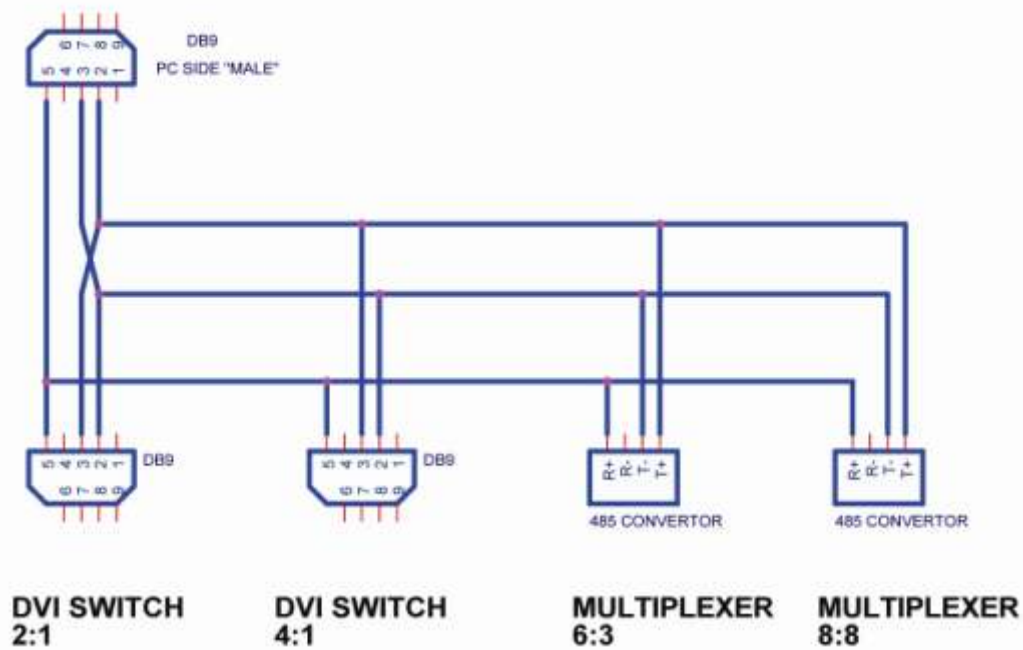 6 7 8 9
5 4 3 2 1
DB9
PC SIDE "MALE"
5 4 3 2 1
6 7 8 9
DB9
5 4 3 2 1
6 7 8 9
DB9
R+ R- T- T+
485 CONVERTOR
R+ R- T- T+
485 CONVERTOR
DVI SWITCH
2:1
DVI SWITCH
4:1
MULTIPLEXER
6:3
MULTIPLEXER
8:8